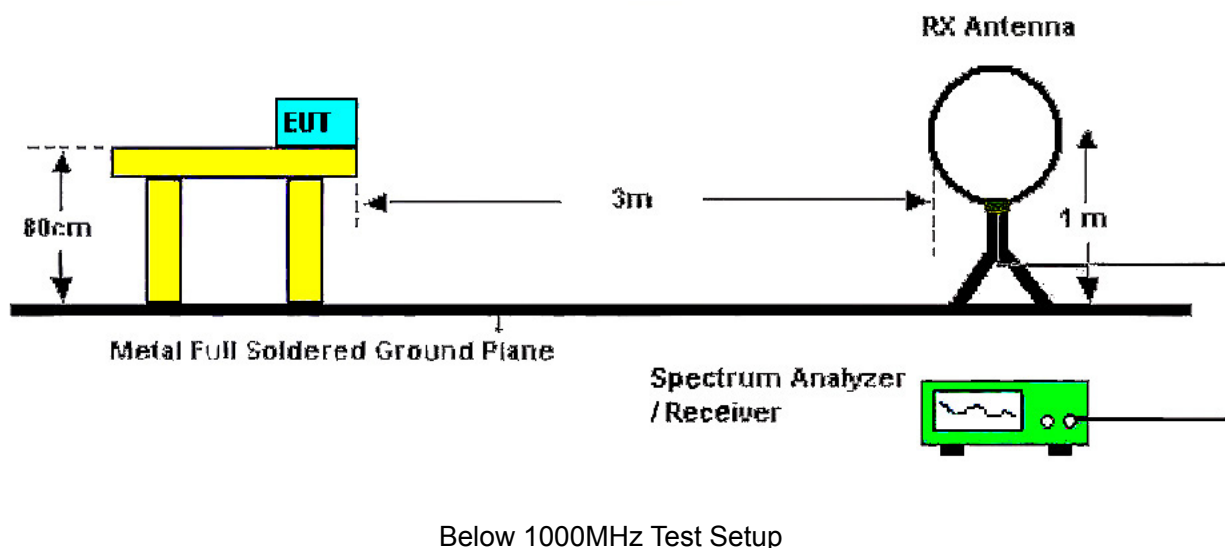 RX Antenna
EUT
3m
80cm
1 m
Metal Full Soldered Ground Plane
Spectrum Analyzer
/ Receiver
Below 1000MHz Test Setup